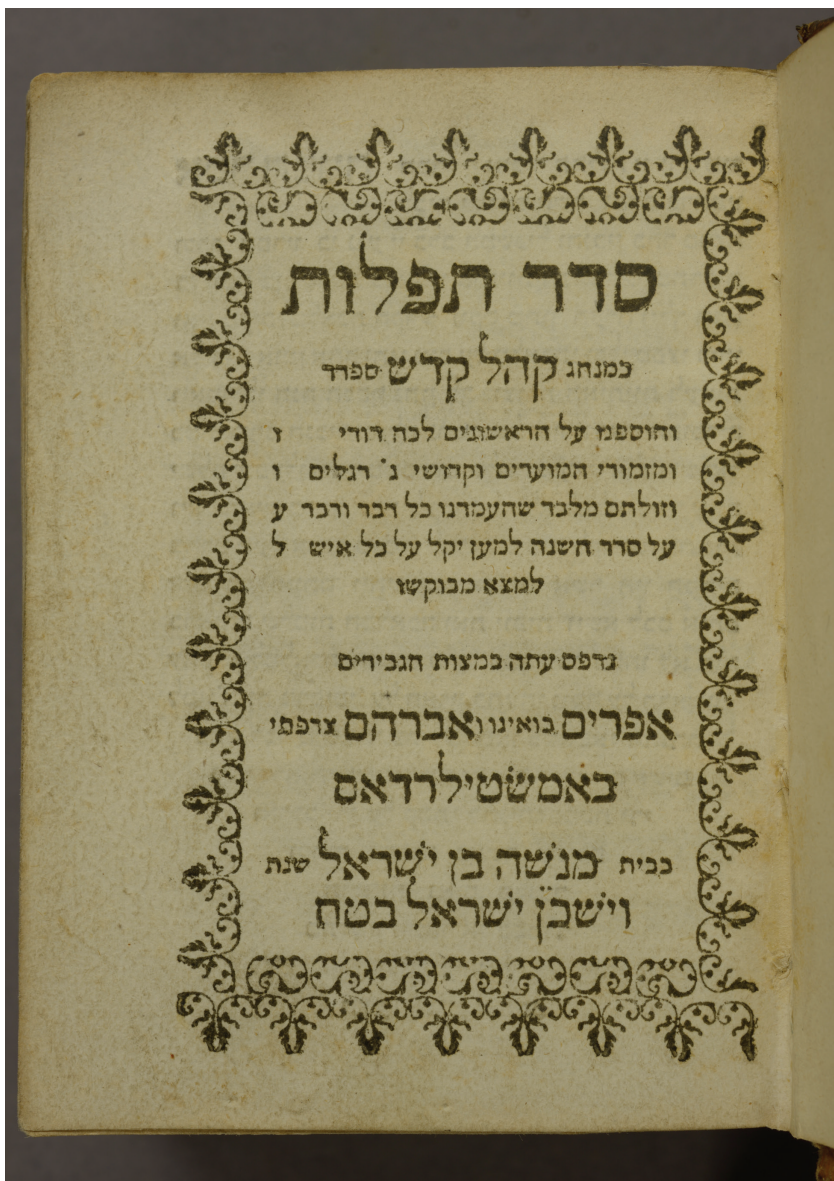 סדר תפלות
כמנהג קהל קדש ספרד
והוספנו על הראשונים לכה דודי ז
ומזמורי המועדים וקדושי ג' רגלים ו
וזולתם מלבד שהעמדנו כל דבר ודבר ע
על סדר השנה למען יקל על כל איש ל
למצא מבוקשו
נדפס עתה במצות הגבירים
אפרים בואינו ואברהם צרפתי
באמשטילרדאם
בבית מנשה בן ישראל שנת
וישכן ישראל בטח